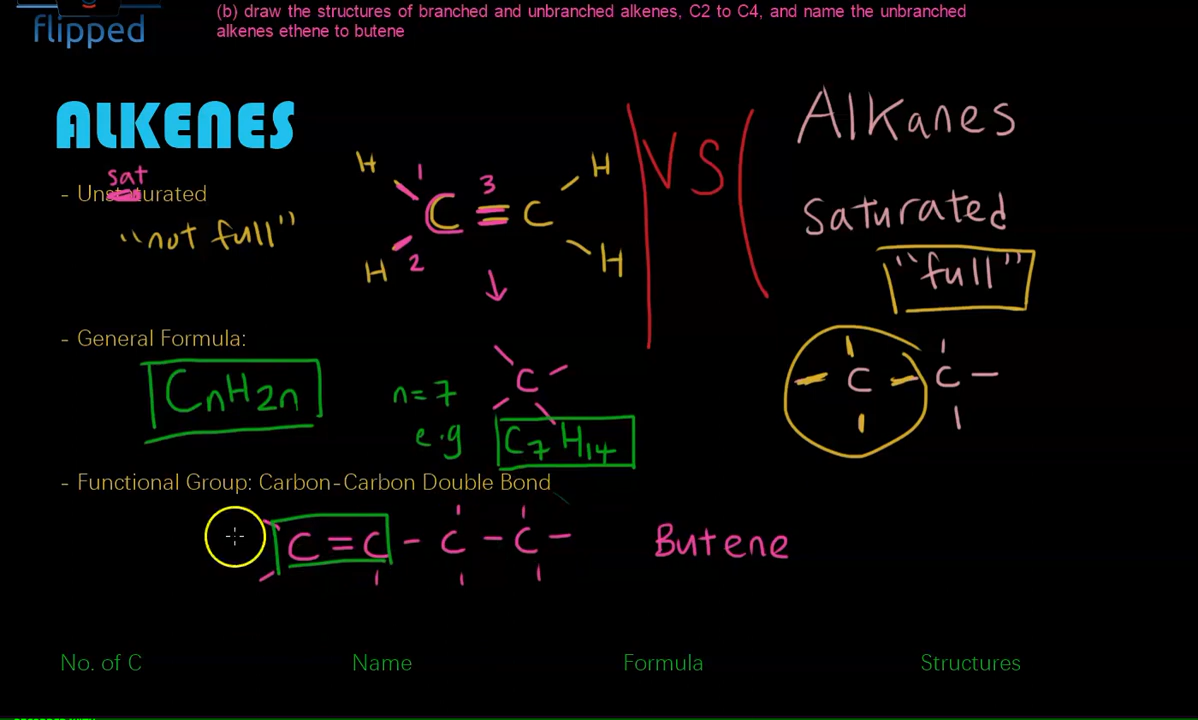 (b) draw the structures of branched and unbranched alkenes, C2 to C4, and name the unbranched
alkenes ethene to butene
flipped
ALKENES
VS
Alkanes
sat
- Unsaturated
"not full"
H 1 3 H
C = C
H 2 H
Saturated
"full"
- General Formula:
CnH2n
n=7
e.g
C7H14
C
C C
- Functional Group: Carbon-Carbon Double Bond
C = C - C - C -
Butene
No. of C Name Formula Structures